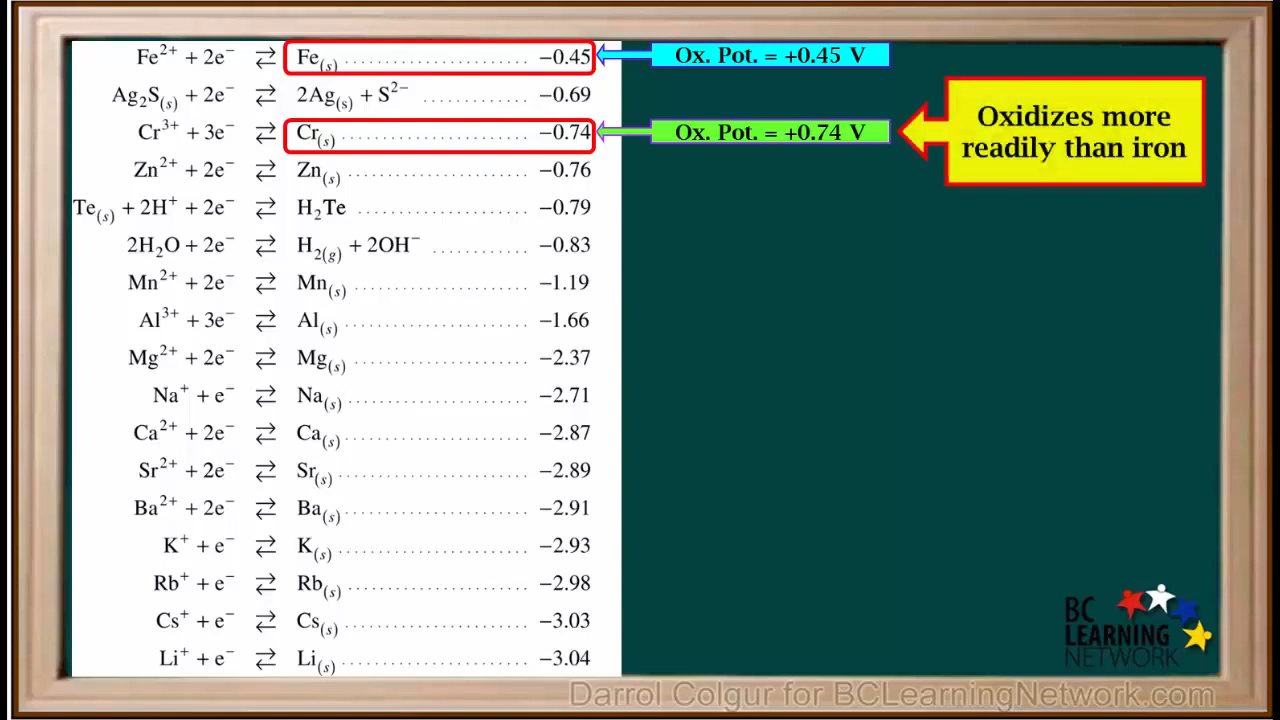 Fe²⁺ + 2e⁻ ⇄ Fe(s) ........................ −0.45 Ox. Pot. = +0.45 V
Ag₂S(s) + 2e⁻ ⇄ 2Ag(s) + S²⁻ ............ −0.69
Cr³⁺ + 3e⁻ ⇄ Cr(s) ........................ −0.74 Ox. Pot. = +0.74 V
Oxidizes more
readily than iron
Zn²⁺ + 2e⁻ ⇄ Zn(s) ........................ −0.76
Te(s) + 2H⁺ + 2e⁻ ⇄ H₂Te ...................... −0.79
2H₂O + 2e⁻ ⇄ H₂(g) + 2OH⁻ ............ −0.83
Mn²⁺ + 2e⁻ ⇄ Mn(s) ...................... −1.19
Al³⁺ + 3e⁻ ⇄ Al(s) ........................ −1.66
Mg²⁺ + 2e⁻ ⇄ Mg(s) ...................... −2.37
Na⁺ + e⁻ ⇄ Na(s) ........................ −2.71
Ca²⁺ + 2e⁻ ⇄ Ca(s) ........................ −2.87
Sr²⁺ + 2e⁻ ⇄ Sr(s) ........................ −2.89
Ba²⁺ + 2e⁻ ⇄ Ba(s) ........................ −2.91
K⁺ + e⁻ ⇄ K(s) ........................ −2.93
Rb⁺ + e⁻ ⇄ Rb(s) ........................ −2.98
Cs⁺ + e⁻ ⇄ Cs(s) ........................ −3.03
Li⁺ + e⁻ ⇄ Li(s) ........................ −3.04
BC
LEARNING
NETWORK
Darrol Colgur for BCLearningNetwork.com